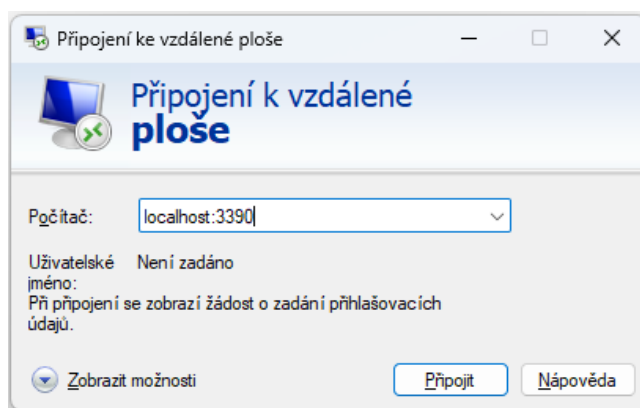 Připojení ke vzdálené ploše
Připojení k vzdálené
ploše
Počítač: localhost:3390
Uživatelské Není zadáno
jméno:
Při připojení se zobrazí žádost o zadání přihlašovacích
údajů.
Zobrazit možnosti Připojit Nápověda